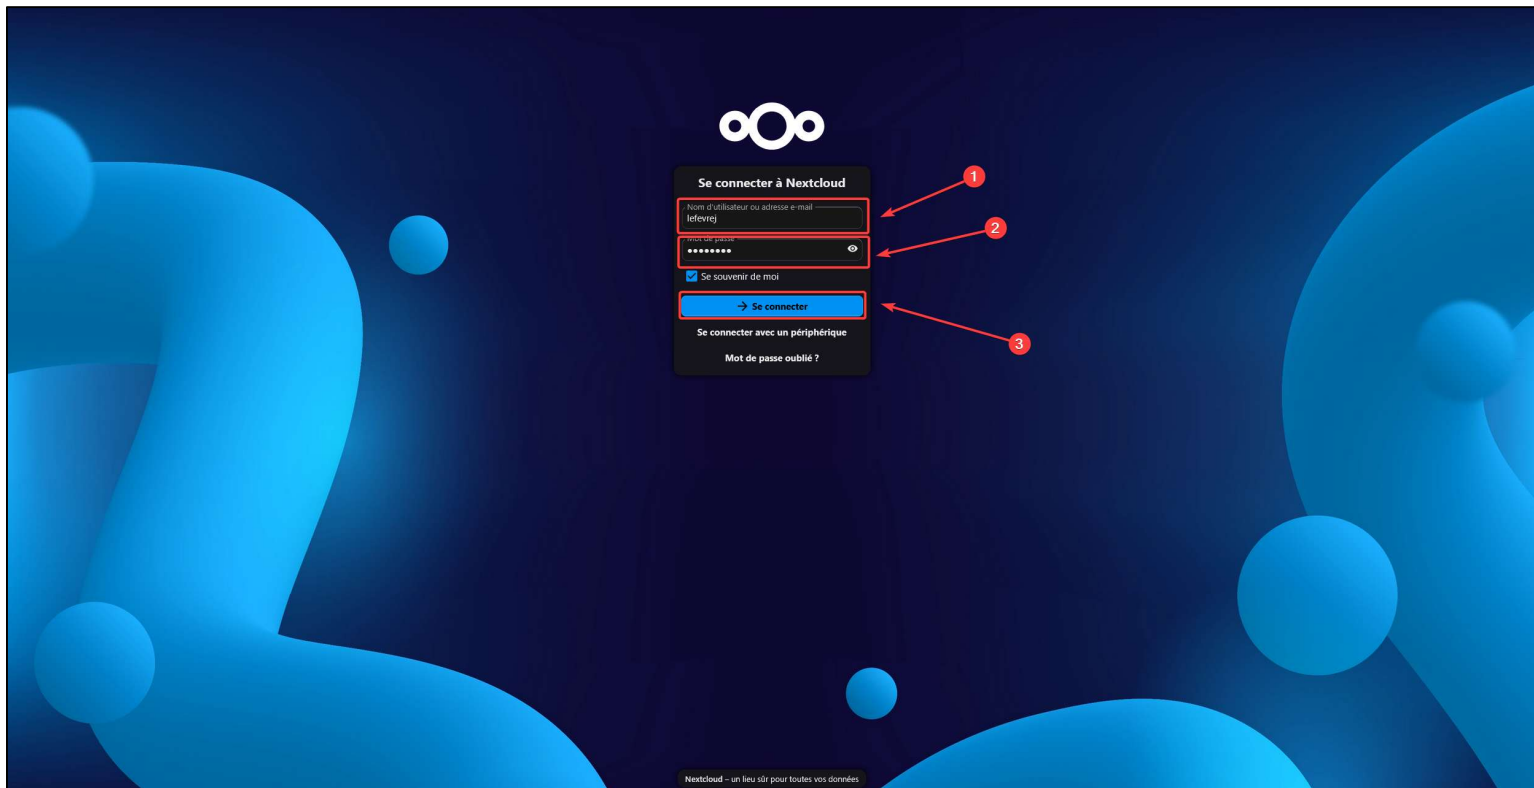 Se connecter à Nextcloud
1
Nom d'utilisateur ou adresse e-mail
lefevrej
2
Mot de passe
••••••••
Se souvenir de moi
→ Se connecter
3
Se connecter avec un périphérique
Mot de passe oublié ?
Nextcloud – un lieu sûr pour toutes vos données